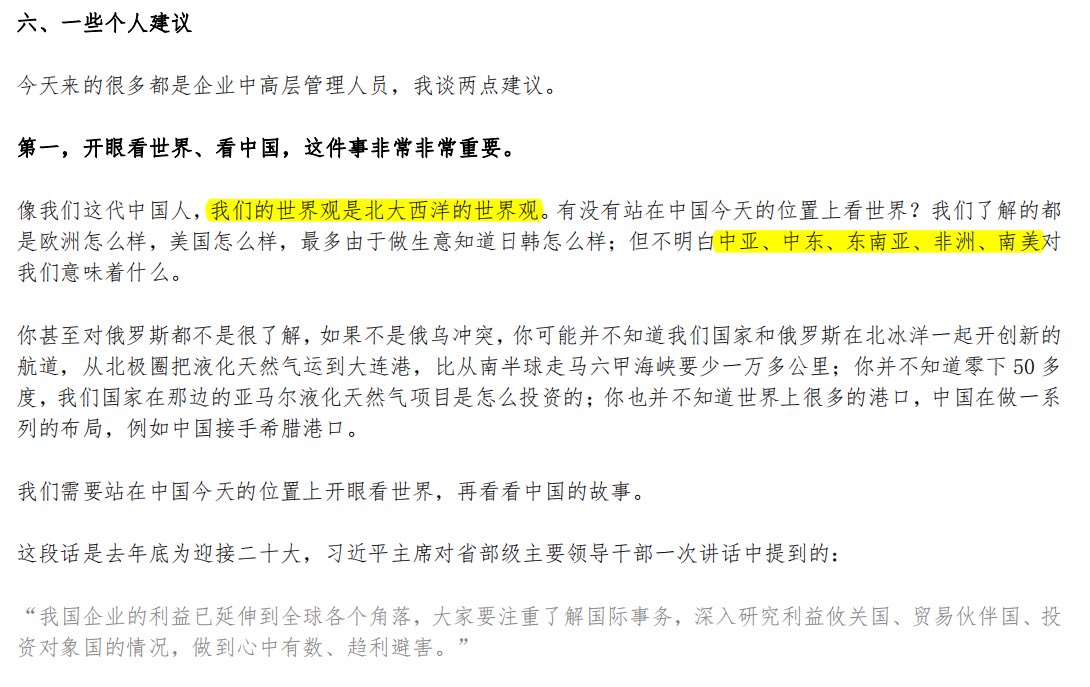 六、一些个人建议
今天来的很多都是企业中高层管理人员，我谈两点建议。
第一，开眼看世界、看中国，这件事非常非常重要。
像我们这代中国人，我们的世界观是北大西洋的世界观。有没有站在中国今天的位置上看世界？我们了解的都
是欧洲怎么样，美国怎么样，最多由于做生意知道日韩怎么样；但不明白中亚、中东、东南亚、非洲、南美对
我们意味着什么。
你甚至对俄罗斯都不是很了解，如果不是俄乌冲突，你可能并不知道我们国家和俄罗斯在北冰洋一起开创新的
航道，从北极圈把液化天然气运到大连港，比从南半球走马六甲海峡要少一万多公里；你并不知道零下 50 多
度，我们国家在那边的亚马尔液化天然气项目是怎么投资的；你也并不知道世界上很多的港口，中国在做一系
列的布局，例如中国接手希腊港口。
我们需要站在中国今天的位置上开眼看世界，再看看中国的故事。
这段话是去年底为迎接二十大，习近平主席对省部级主要领导干部一次讲话中提到的：
“我国企业的利益已延伸到全球各个角落，大家要注重了解国际事务，深入研究利益攸关国、贸易伙伴国、投
资对象国的情况，做到心中有数、趋利避害。”